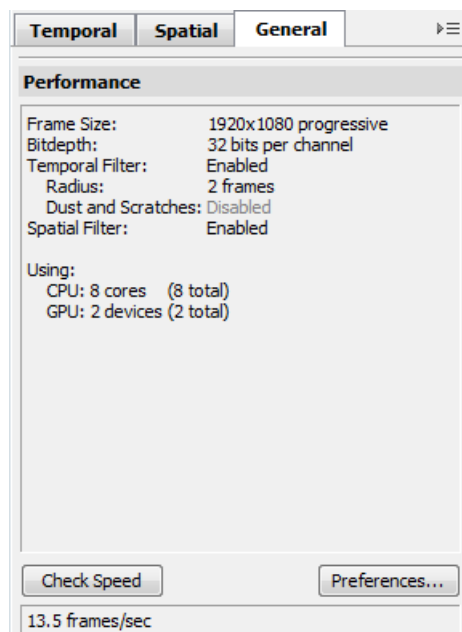 Temporal Spatial General
Performance
Frame Size: 1920x1080 progressive
Bitdepth: 32 bits per channel
Temporal Filter: Enabled
Radius: 2 frames
Dust and Scratches: Disabled
Spatial Filter: Enabled
Using:
CPU: 8 cores (8 total)
GPU: 2 devices (2 total)
Check Speed Preferences...
13.5 frames/sec